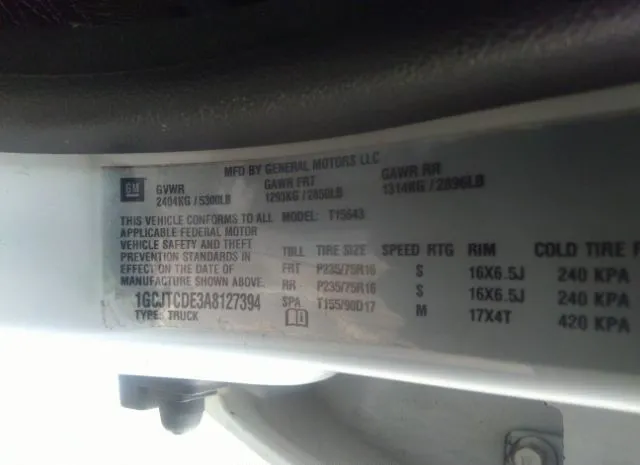 MFD BY GENERAL MOTORS LLC
GM
GVWR GAWR FRT GAWR RR
2404KG / 5300LB 1293KG / 2850LB 1314KG / 2896LB
THIS VEHICLE CONFORMS TO ALL MODEL: T15543
APPLICABLE FEDERAL MOTOR
VEHICLE SAFETY AND THEFT
PREVENTION STANDARDS IN
EFFECT ON THE DATE OF
MANUFACTURE SHOWN ABOVE.
1GCJTCDE3A8127394
TYPE: TRUCK
TIRE SIZE SPEED RTG RIM COLD TIRE
FRT P235/75R16 S 16X6.5J 240 KPA
RR P235/75R16 S 16X6.5J 240 KPA
SPA T155/90D17 M 17X4T 420 KPA